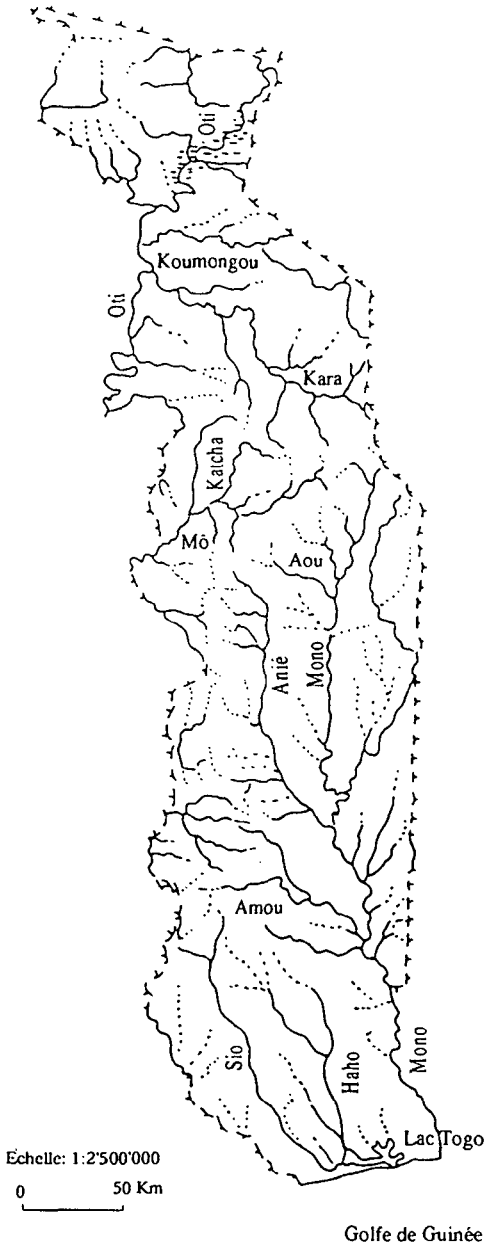 Oti
Koumongou
Oti
Kara
Katcha
Mô
Aou
Anié
Mono
Amou
Sio
Haho
Mono
Lac Togo
Echelle: 1:2'500'000
0 50 Km
Golfe de Guinée